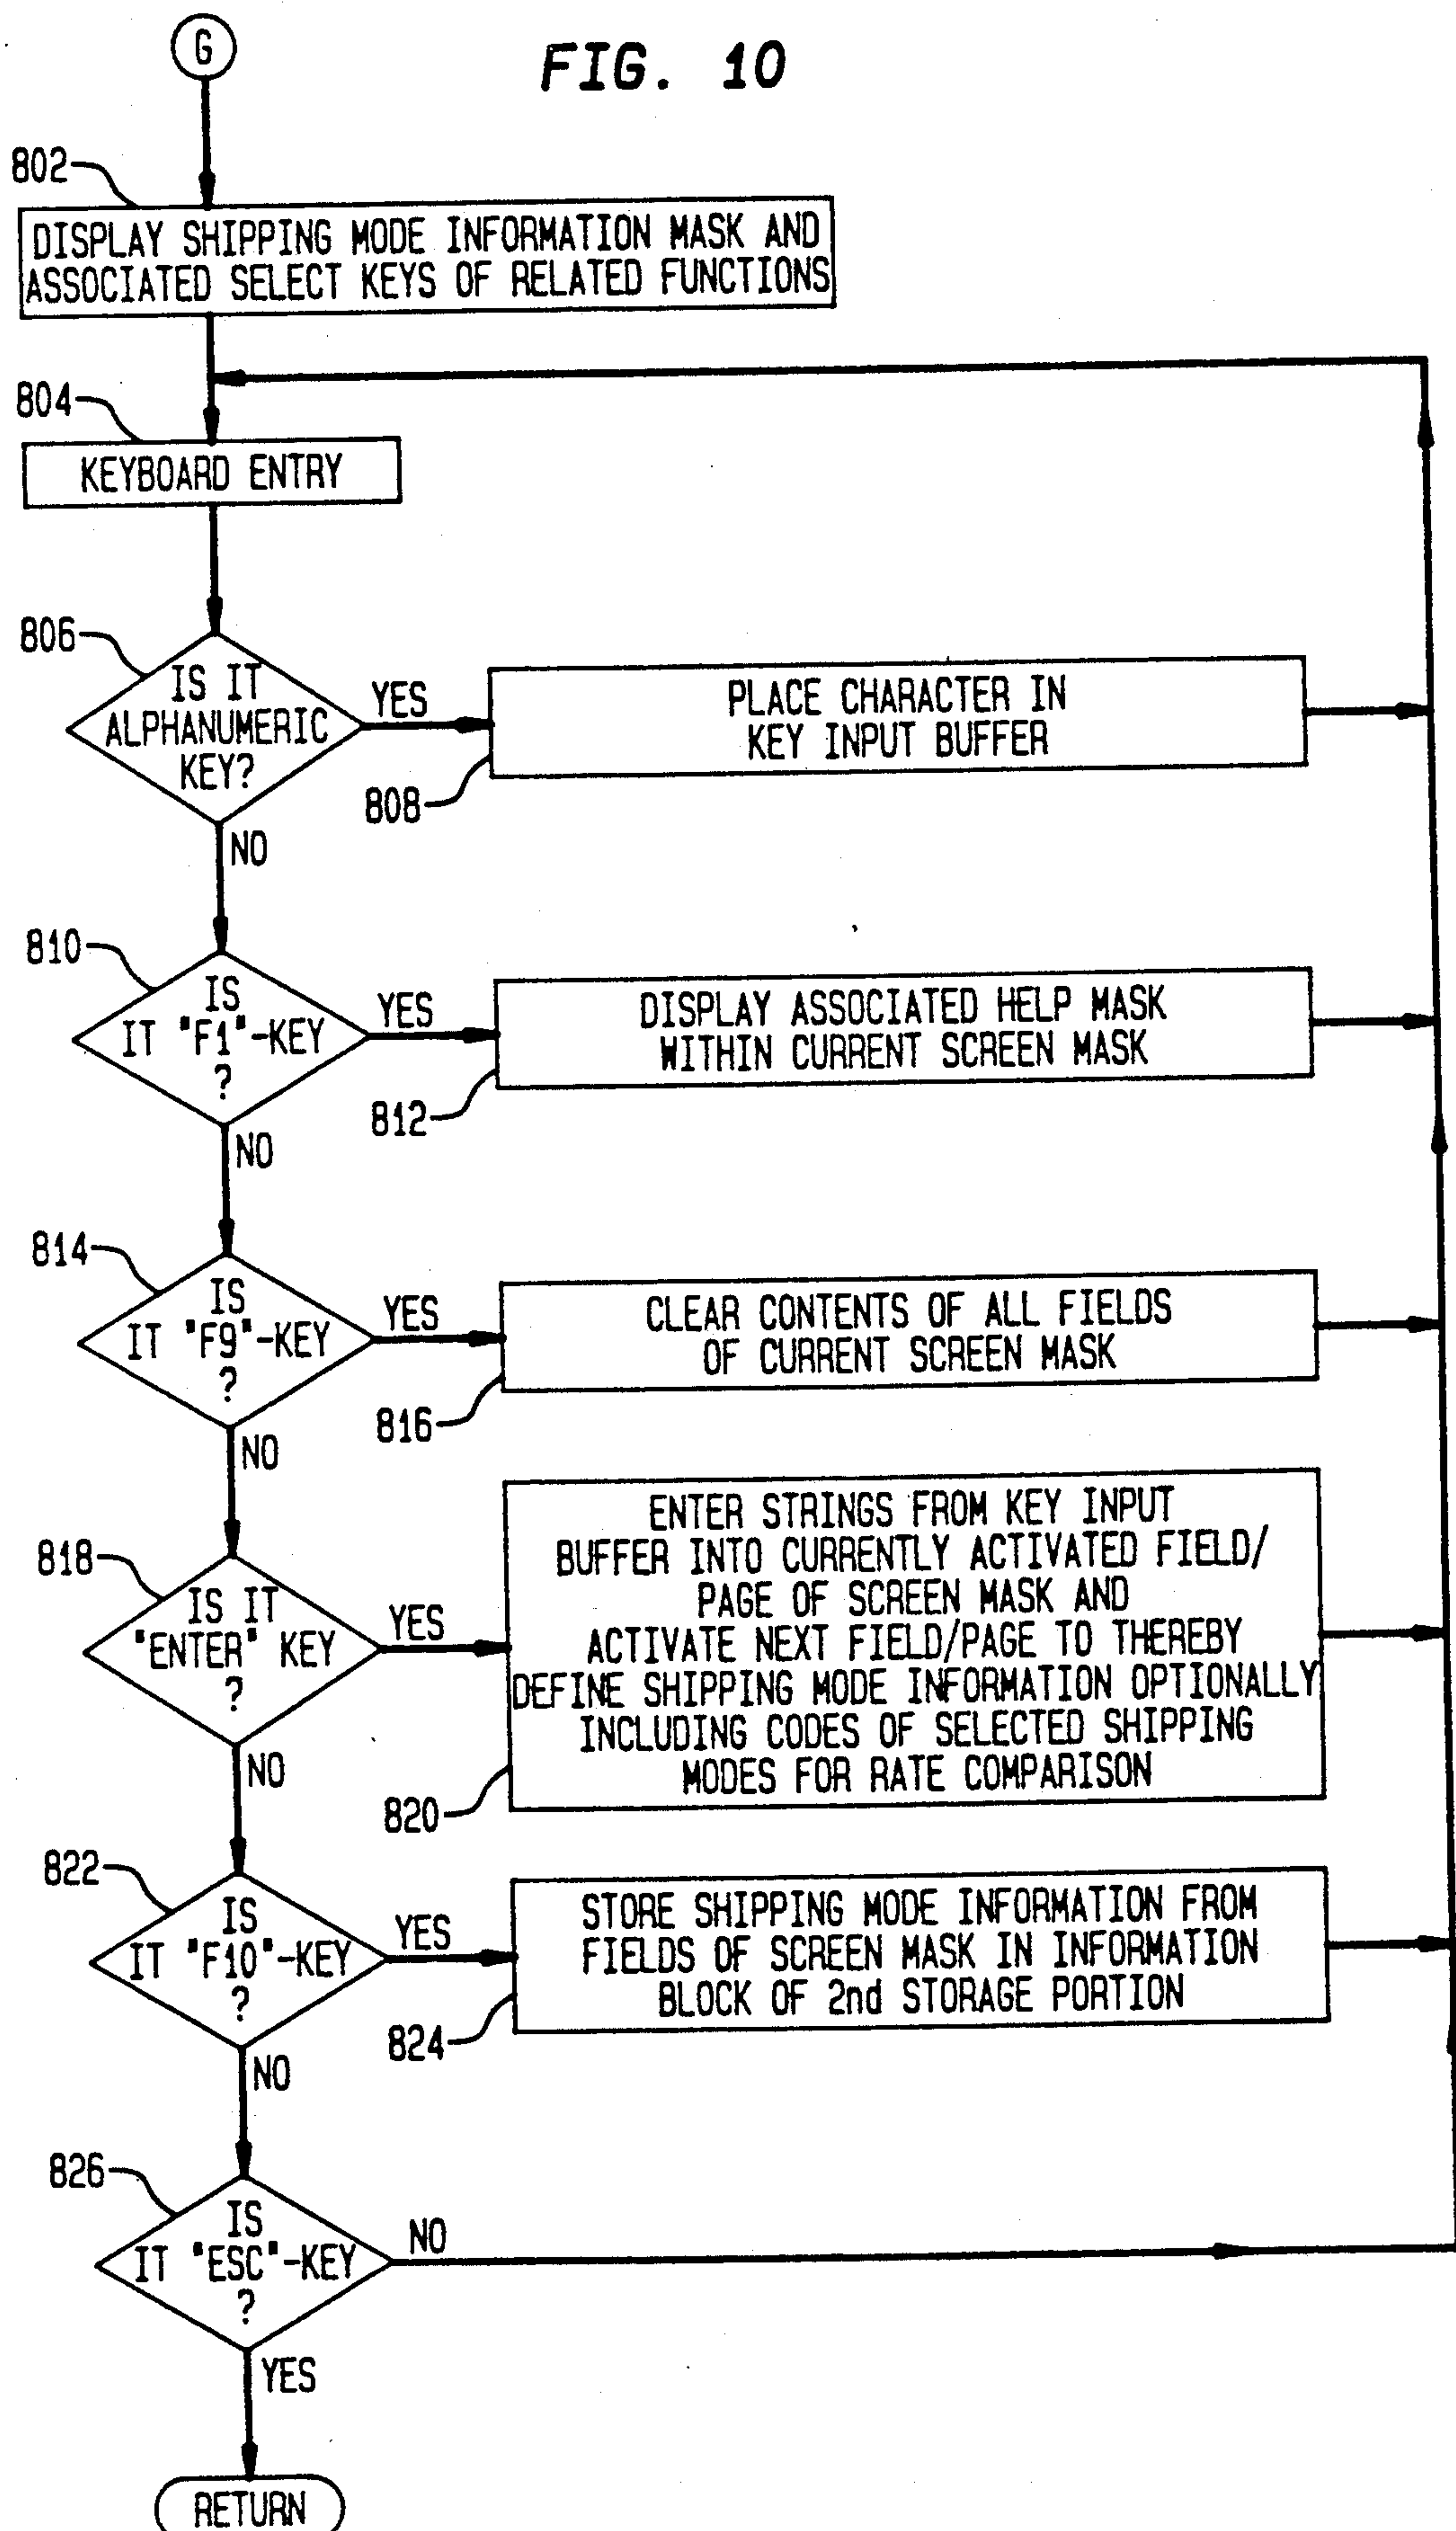 G
FIG. 10
802
DISPLAY SHIPPING MODE INFORMATION MASK AND
ASSOCIATED SELECT KEYS OF RELATED FUNCTIONS
804
KEYBOARD ENTRY
806
IS IT
ALPHANUMERIC
KEY?
YES
PLACE CHARACTER IN
KEY INPUT BUFFER
808
NO
810
IS
IT "F1"-KEY
?
YES
DISPLAY ASSOCIATED HELP MASK
WITHIN CURRENT SCREEN MASK
812
NO
814
IS
IT "F9"-KEY
?
YES
CLEAR CONTENTS OF ALL FIELDS
OF CURRENT SCREEN MASK
816
NO
818
IS IT
"ENTER" KEY
?
YES
ENTER STRINGS FROM KEY INPUT
BUFFER INTO CURRENTLY ACTIVATED FIELD/
PAGE OF SCREEN MASK AND
ACTIVATE NEXT FIELD/PAGE TO THEREBY
DEFINE SHIPPING MODE INFORMATION OPTIONALLY
INCLUDING CODES OF SELECTED SHIPPING
MODES FOR RATE COMPARISON
820
NO
822
IS
IT "F10"-KEY
?
YES
STORE SHIPPING MODE INFORMATION FROM
FIELDS OF SCREEN MASK IN INFORMATION
BLOCK OF 2nd STORAGE PORTION
824
NO
826
IS
IT "ESC"-KEY
?
NO
YES
RETURN